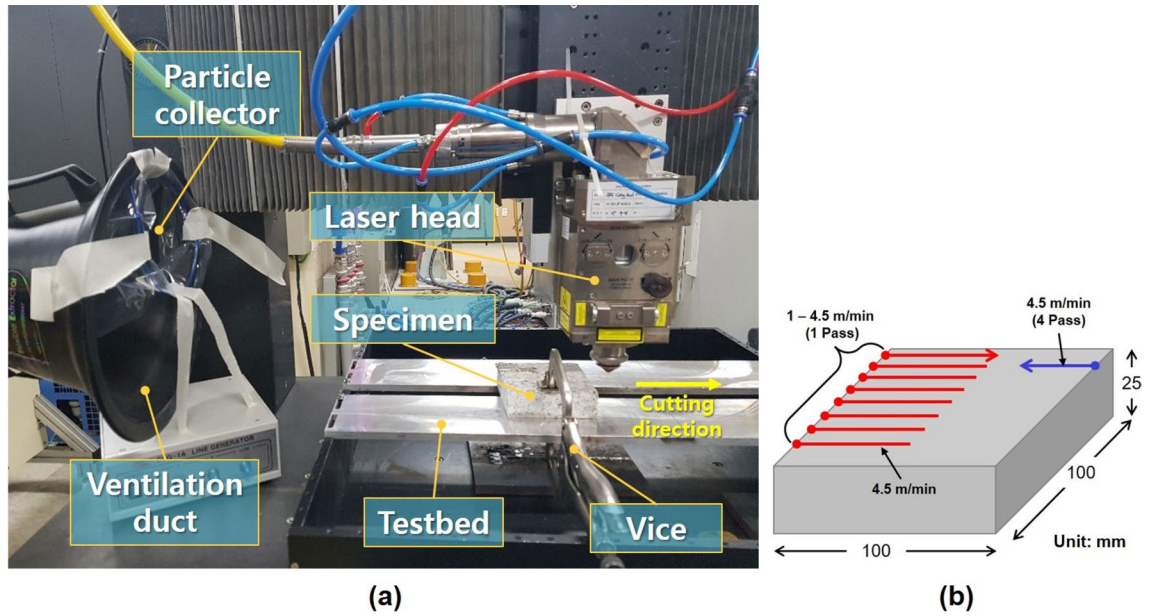 Particle
collector
Laser head
Specimen
Cutting
direction
LINE GENERATOR
Ventilation
duct
Testbed
Vice
(a)
1 – 4.5 m/min
(1 Pass)
4.5 m/min
(4 Pass)
25
4.5 m/min
100
100
Unit: mm
(b)